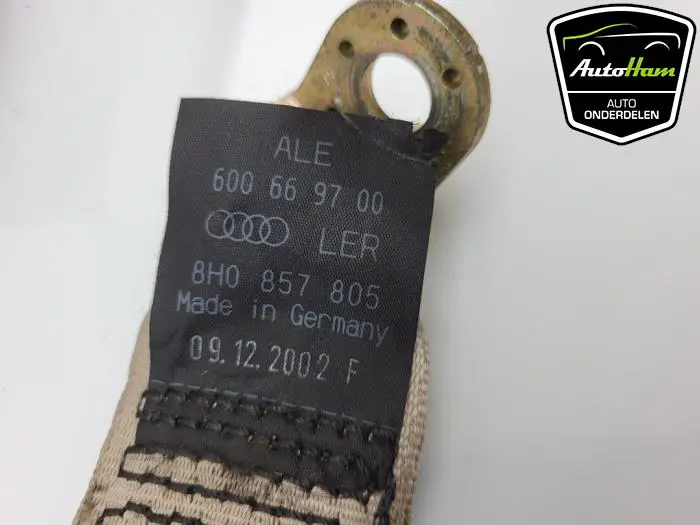 AutoHam
AUTO
ONDERDELEN
ALE
600 66 97 00
LER
8H0 857 805
Made in Germany
09.12.2002 F